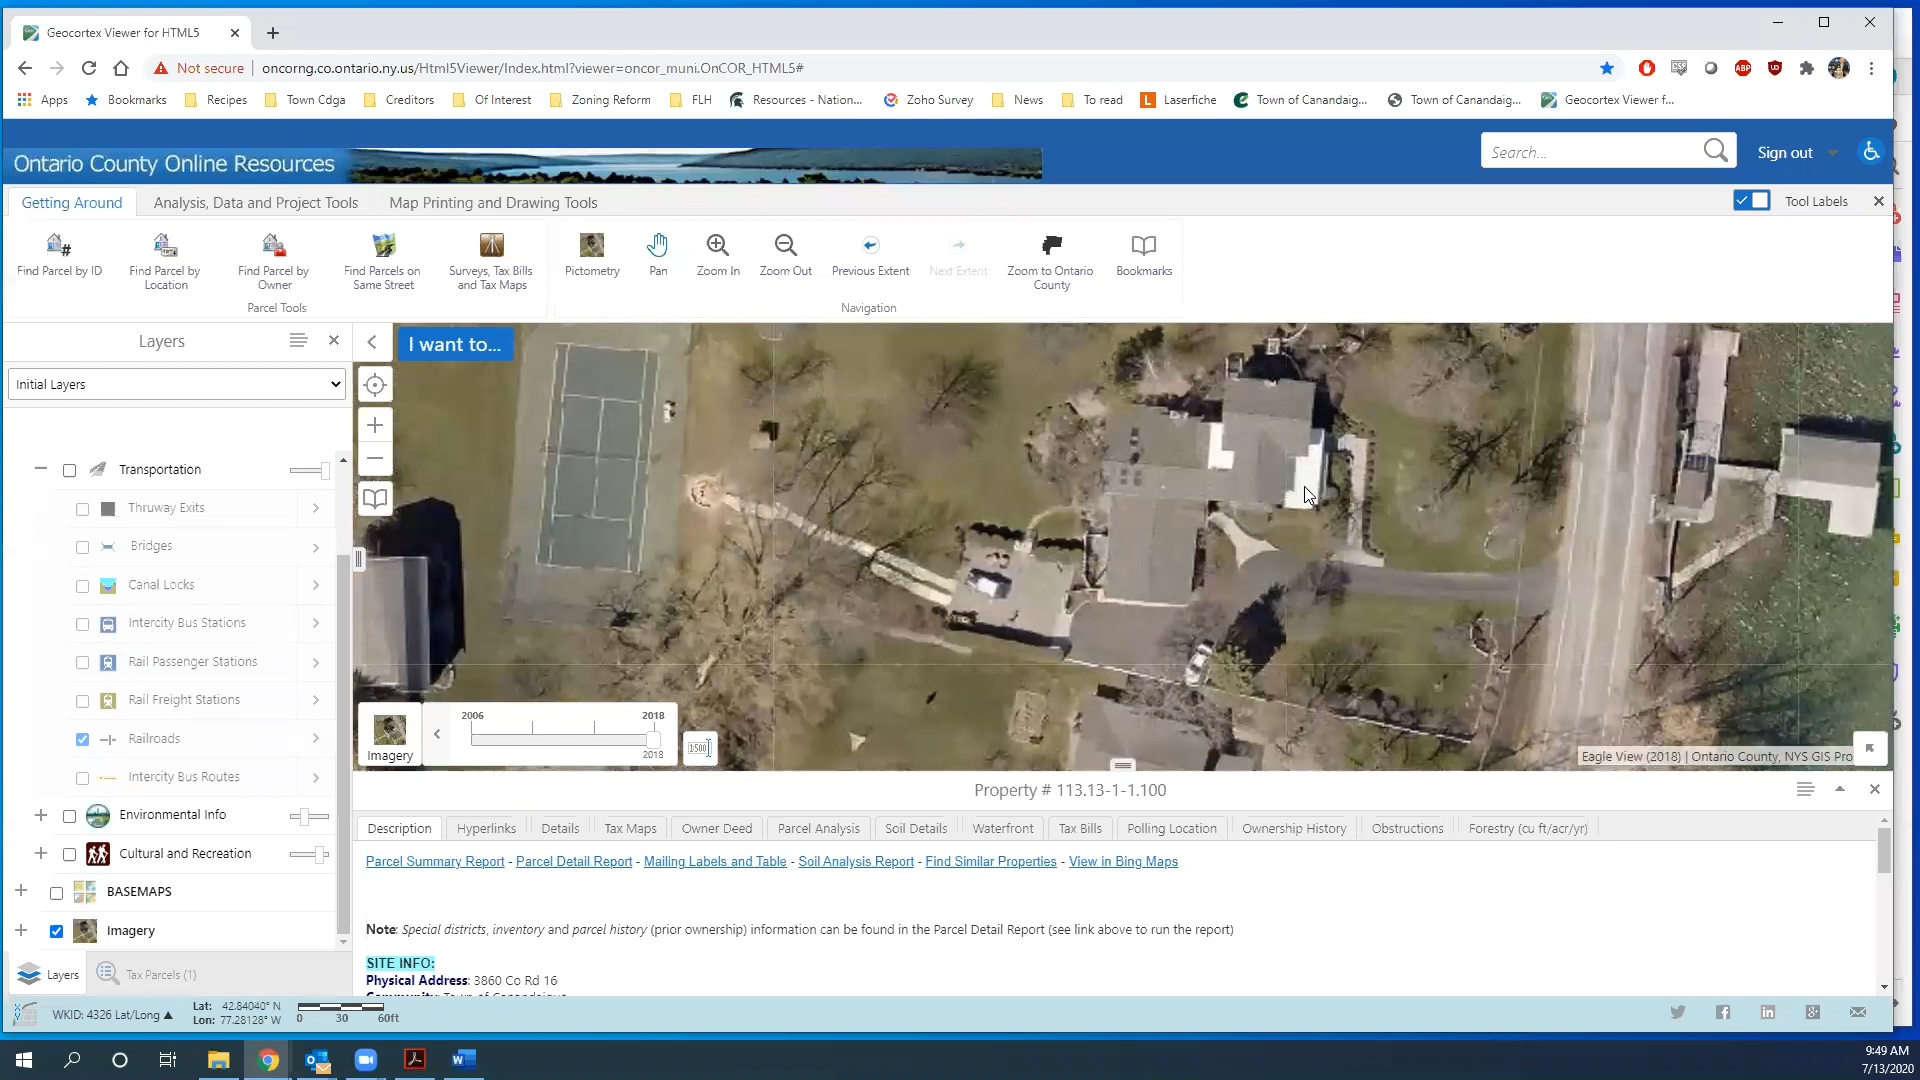 Geocortex Viewer for HTML5
Not secure | oncorng.co.ontario.ny.us/Html5Viewer/Index.html?viewer=oncor_muni.OnCOR_HTML5#
Apps Bookmarks Recipes Town Cdga Creditors Of Interest Zoning Reform FLH Resources - Nation... Zoho Survey News To read Laserfiche Town of Canandaig... Town of Canandaig... Geocortex Viewer f...
Ontario County Online Resources
Search...
Sign out
Getting Around Analysis, Data and Project Tools Map Printing and Drawing Tools
Tool Labels
Find Parcel by ID
Find Parcel by Location
Find Parcel by Owner
Find Parcels on Same Street
Surveys, Tax Bills and Tax Maps
Pictometry
Pan
Zoom In
Zoom Out
Previous Extent
Next Extent
Zoom to Ontario County
Bookmarks
Parcel Tools
Navigation
Layers
I want to...
Initial Layers
Transportation
Thruway Exits
Bridges
Canal Locks
Intercity Bus Stations
Rail Passenger Stations
Rail Freight Stations
Railroads
Intercity Bus Routes
Environmental Info
Cultural and Recreation
BASEMAPS
Imagery
Layers
Tax Parcels (1)
Imagery
2006
2018
2018
1:500
Eagle View (2018) | Ontario County, NYS GIS Pro
Property # 113.13-1-1.100
Description Hyperlinks Details Tax Maps Owner Deed Parcel Analysis Soil Details Waterfront Tax Bills Polling Location Ownership History Obstructions Forestry (cu ft/acr/yr)
Parcel Summary Report - Parcel Detail Report - Mailing Labels and Table - Soil Analysis Report - Find Similar Properties - View in Bing Maps
Note: Special districts, inventory and parcel history (prior ownership) information can be found in the Parcel Detail Report (see link above to run the report)
SITE INFO:
Physical Address: 3860 Co Rd 16
Community: Town of Canandaigua
WKID: 4326 Lat/Long
Lat: 42.84040° N
Lon: 77.28128° W
0 30 60ft
9:49 AM
7/13/2020